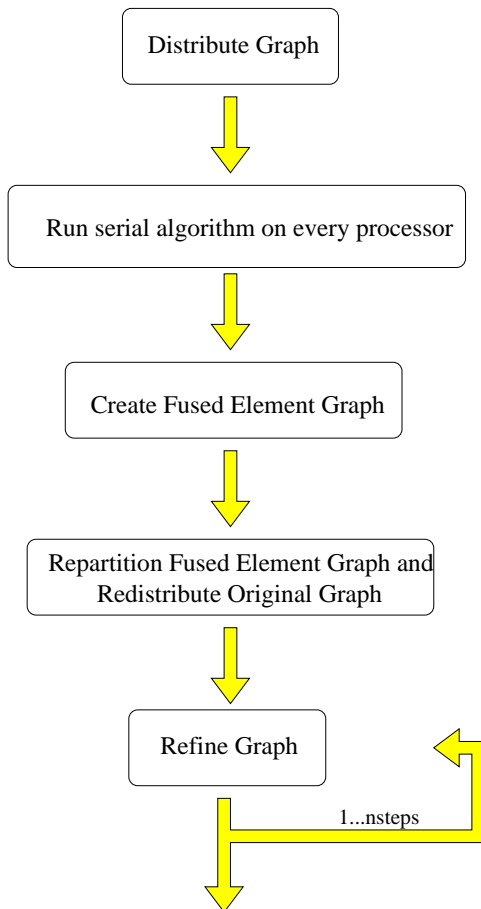 Distribute Graph
Run serial algorithm on every processor
Create Fused Element Graph
Repartition Fused Element Graph and
Redistribute Original Graph
Refine Graph
1...nsteps